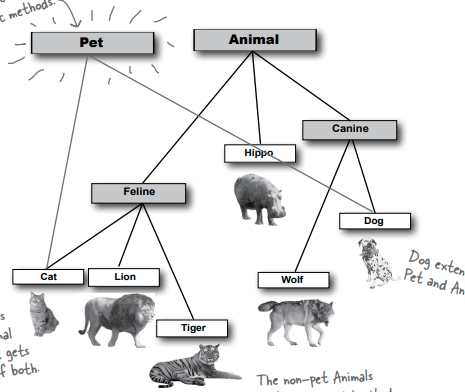 t methods.
Pet
Animal
Canine
Hippo
Feline
Dog
Dog exten
Pet and An
Cat
Lion
Wolf
Tiger
s
nal
t gets
f both.
The non-pet Animals